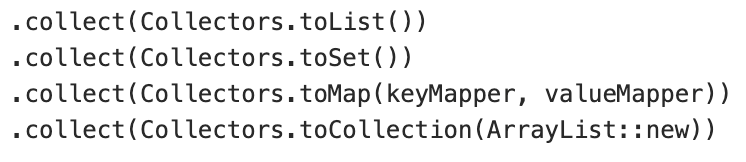 .collect(Collectors.toList())
.collect(Collectors.toSet())
.collect(Collectors.toMap(keyMapper, valueMapper))
.collect(Collectors.toCollection(ArrayList::new))